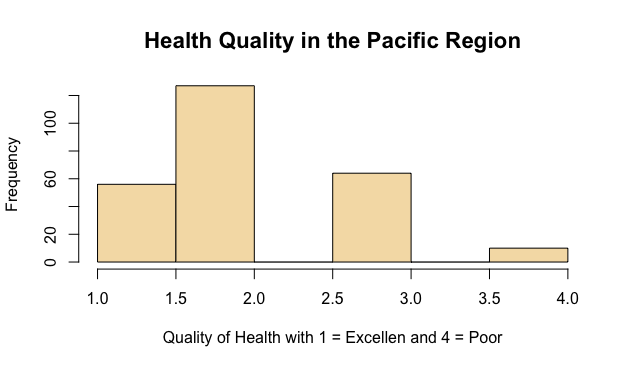 Health Quality in the Pacific Region
Frequency
100
60
20
0
1.0 1.5 2.0 2.5 3.0 3.5 4.0
Quality of Health with 1 = Excellen and 4 = Poor